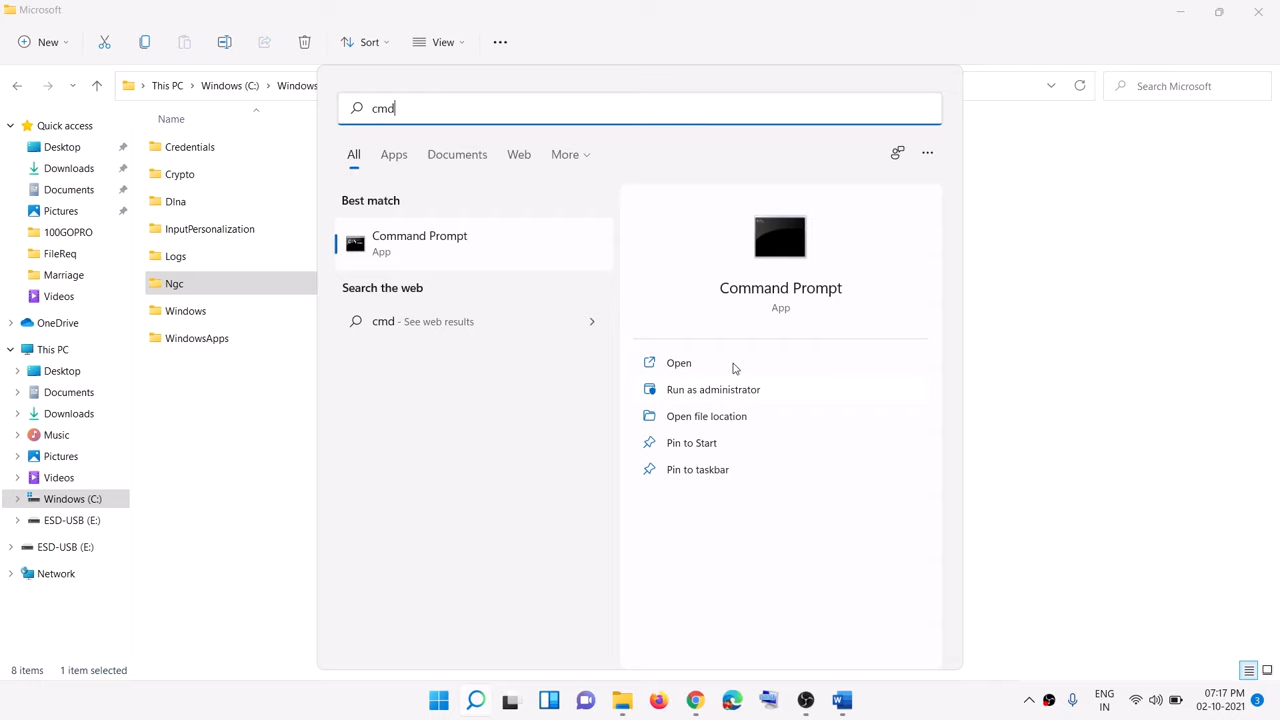 Microsoft
New
Sort
View
This PC
Windows (C:)
Windows
Search Microsoft
cmd
All
Apps
Documents
Web
More
Quick access
Desktop
Downloads
Documents
Pictures
100GOPRO
FileReq
Marriage
Videos
OneDrive
This PC
Desktop
Documents
Downloads
Music
Pictures
Videos
Windows (C:)
ESD-USB (E:)
ESD-USB (E:)
Network
Name
Credentials
Crypto
Dlna
InputPersonalization
Logs
Ngc
Windows
WindowsApps
Best match
Command Prompt
App
Search the web
cmd - See web results
Command Prompt
App
Open
Run as administrator
Open file location
Pin to Start
Pin to taskbar
8 items
1 item selected
ENG
IN
07:17 PM
02-10-2021
3